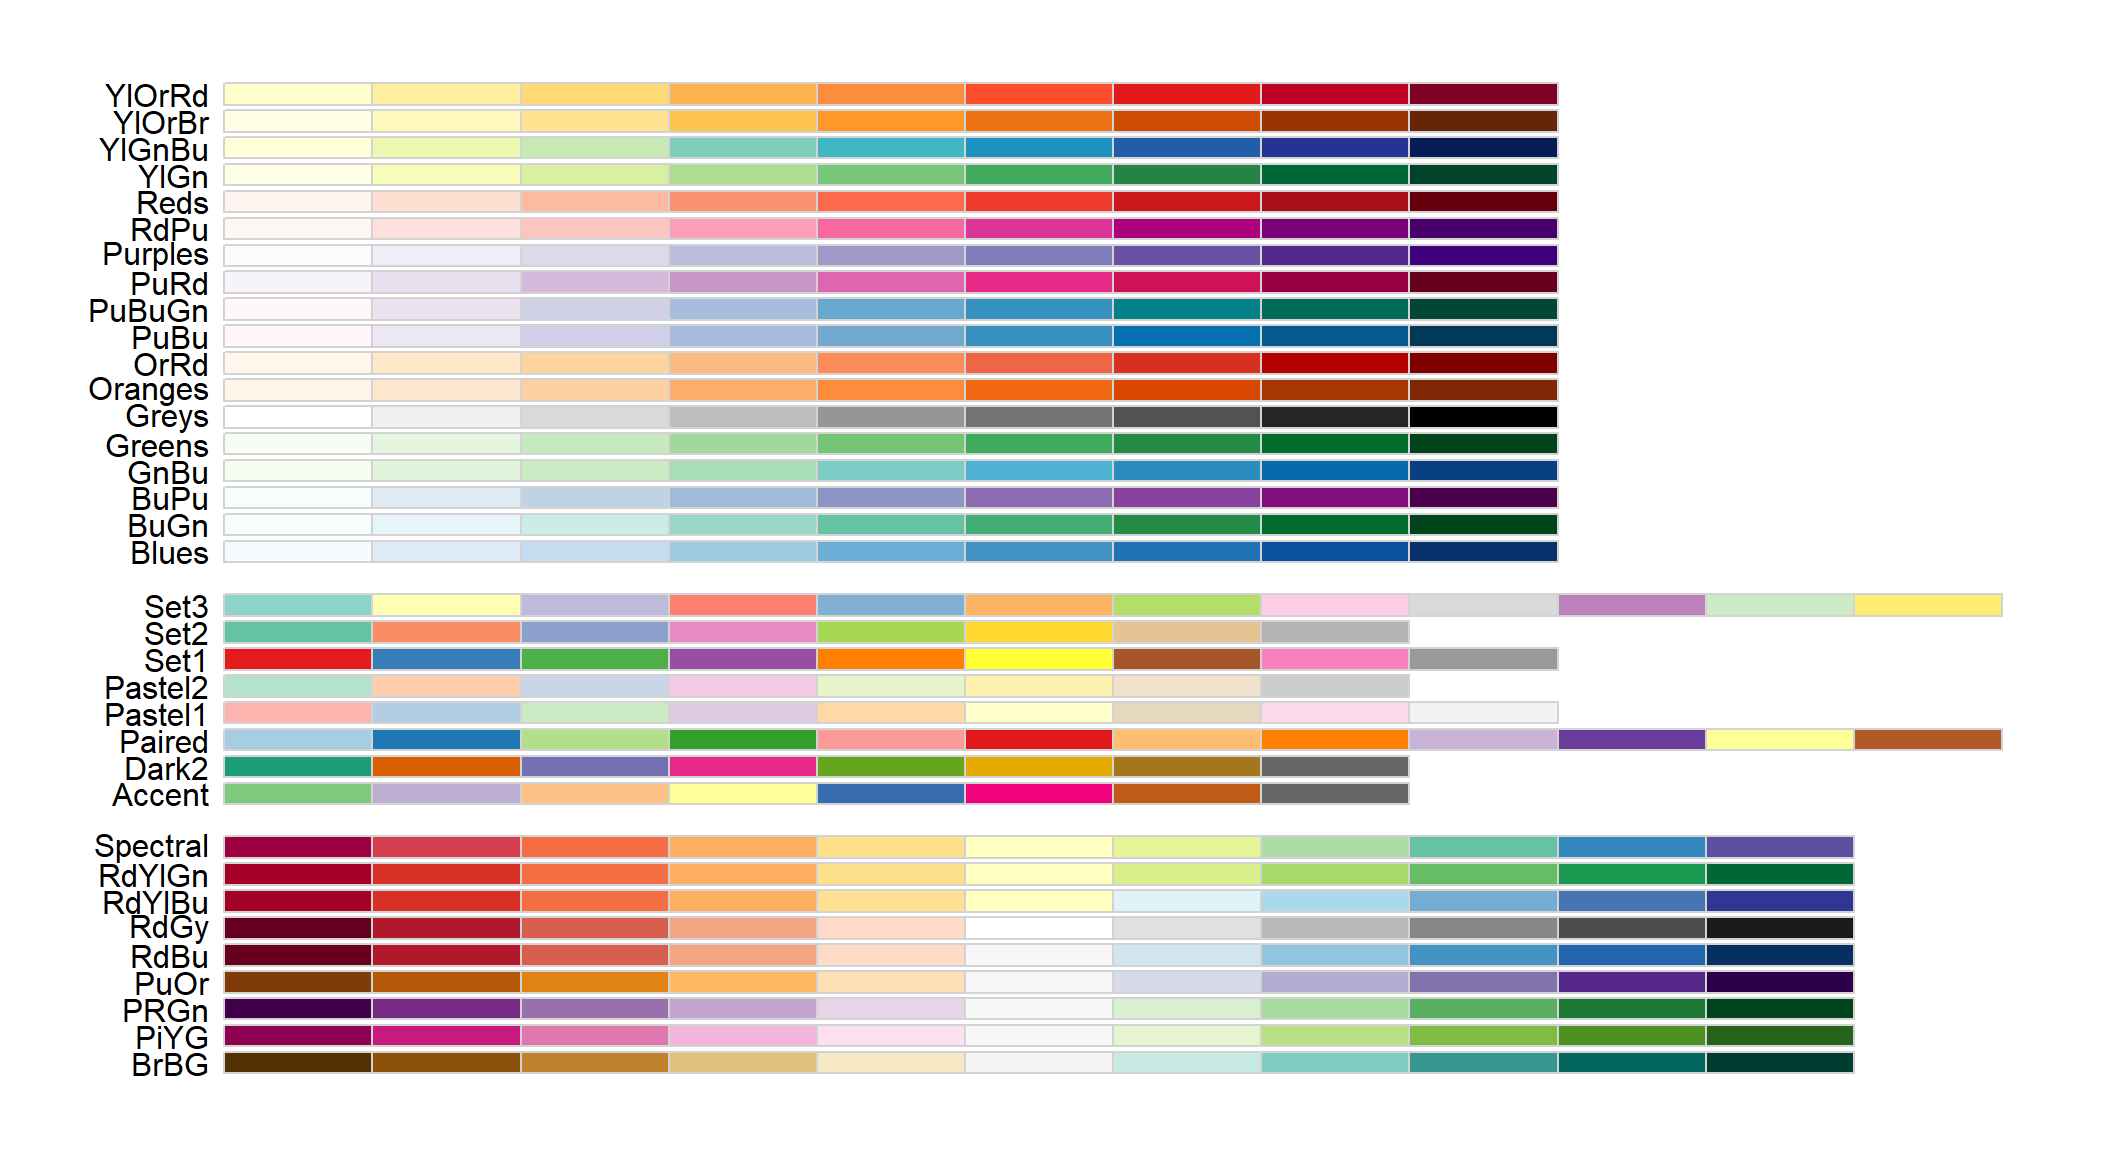 YlOrRd
YlOrBr
YlGnBu
YlGn
Reds
RdPu
Purples
PuRd
PuBuGn
PuBu
OrRd
Oranges
Greys
Greens
GnBu
BuPu
BuGn
Blues
Set3
Set2
Set1
Pastel2
Pastel1
Paired
Dark2
Accent
Spectral
RdYlGn
RdYlBu
RdGy
RdBu
PuOr
PRGn
PiYG
BrBG